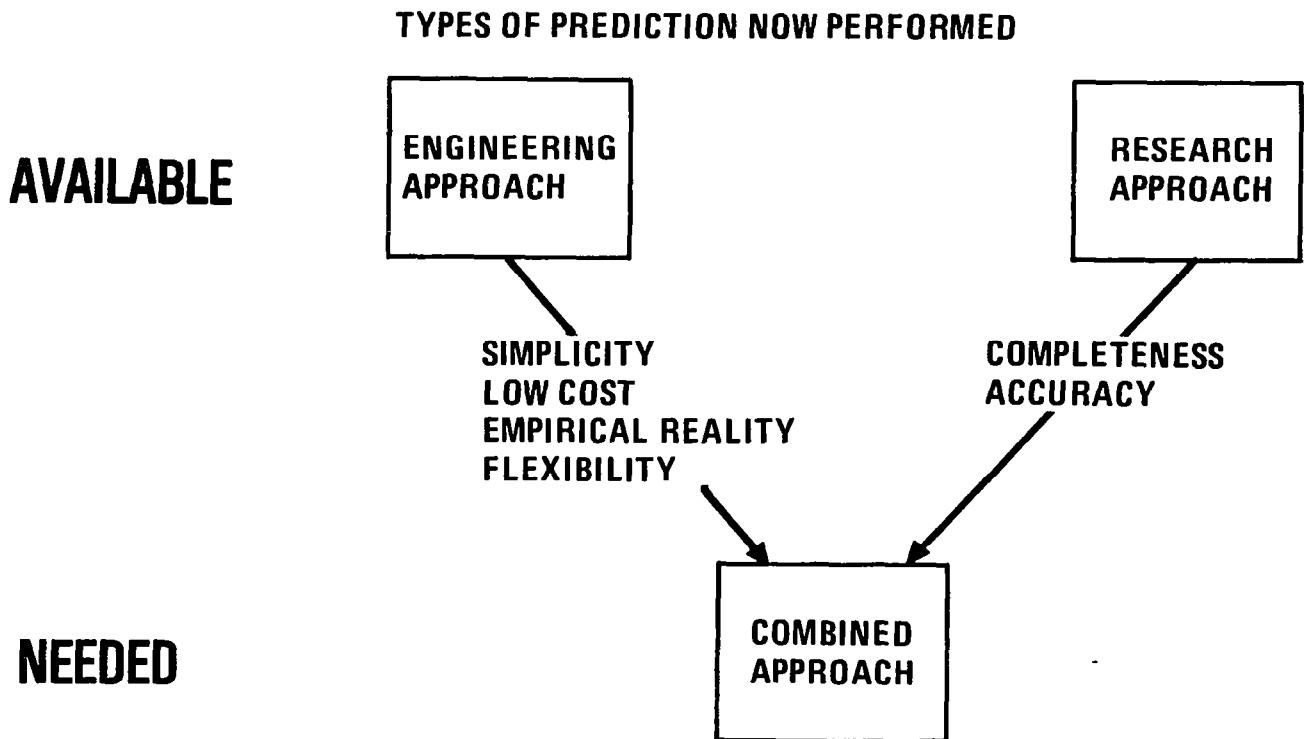 TYPES OF PREDICTION NOW PERFORMED
AVAILABLE
ENGINEERING
APPROACH
RESEARCH
APPROACH
SIMPLICITY
LOW COST
EMPIRICAL REALITY
FLEXIBILITY
COMPLETENESS
ACCURACY
NEEDED
COMBINED
APPROACH